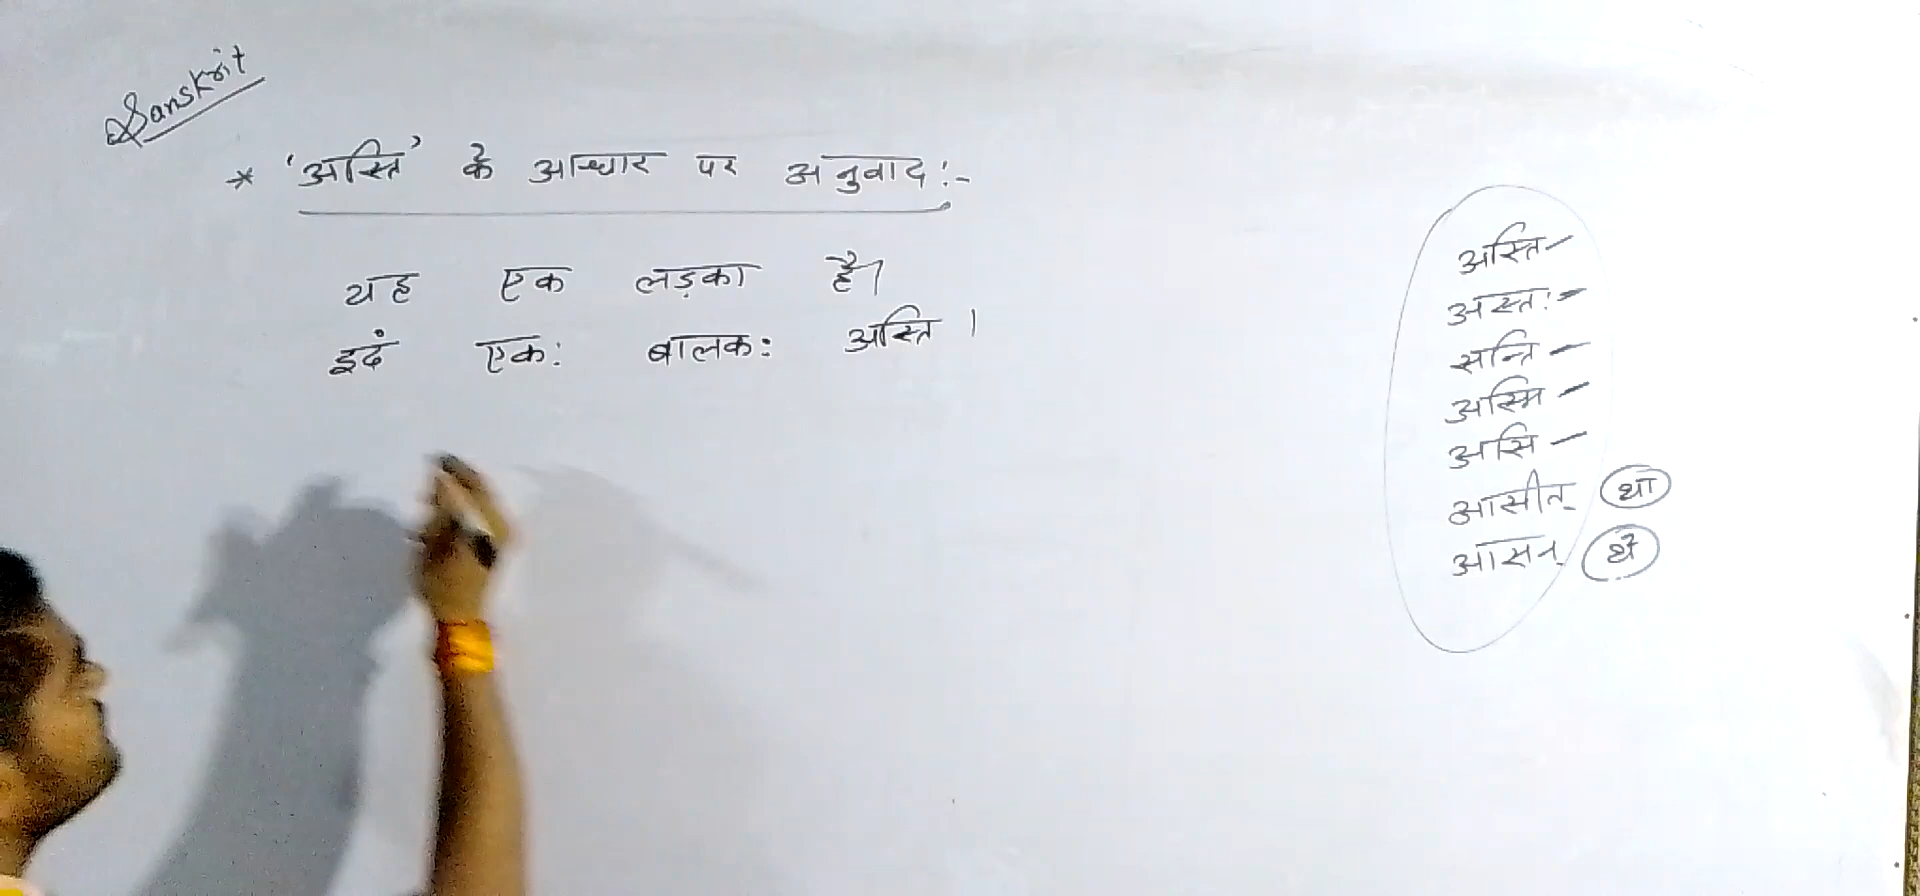 Sanskrit
* 'अस्ति' के आधार पर अनुवाद:-
यह एक लड़का है।
इदं एक: बालक: अस्ति ।
अस्ति -
अस्त: -
सन्ति -
अस्मि -
असि -
आसीत् था
आसन् थे